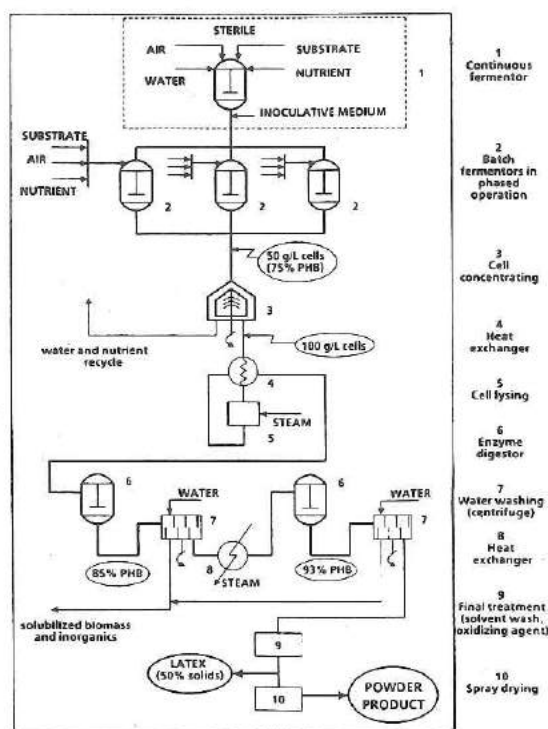 STERILE
AIR
SUBSTRATE
WATER
NUTRIENT
1
INOCULATIVE MEDIUM
SUBSTRATE
AIR
NUTRIENT
2
2
2
50 g/L cells
(75% PHB)
3
water and nutrient
recycle
100 g/L cells
4
STEAM
5
6
6
WATER
WATER
7
7
85% PHB
8
STEAM
93% PHB
solubilized biomass
and inorganics
9
LATEX
(50% solids)
10
POWDER
PRODUCT
1
Continuous
fermentor
2
Batch
fermentors in
phased
operation
3
Cell
concentrating
4
Heat
exchanger
5
Cell lysing
6
Enzyme
digestor
7
Water washing
(centrifuge)
8
Heat
exchanger
9
Final treatment
(solvent wash,
oxidizing agent)
10
Spray drying